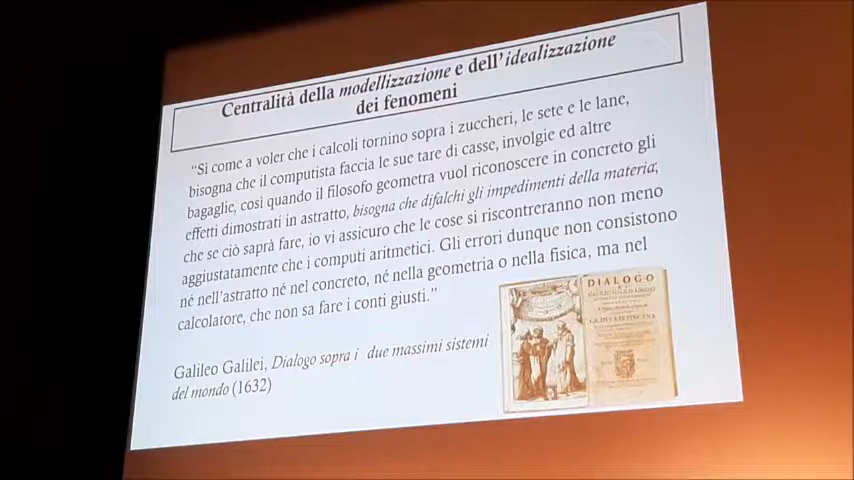 Centralità della modellizzazione e dell'idealizzazione
dei fenomeni
"Si come a voler che i calcoli tornino sopra i zuccheri, le sete e le lane,
bisogna che il computista faccia le sue tare di casse, involgie ed altre
bagaglie, così quando il filosofo geometra vuol riconoscere in concreto gli
effetti dimostrati in astratto, bisogna che difalchi gli impedimenti della materia;
che se ciò saprà fare, io vi assicuro che le cose si riscontreranno non meno
aggiustatamente che i computi aritmetici. Gli errori dunque non consistono
né nell'astratto né nel concreto, né nella geometria o nella fisica, ma nel
calcolatore, che non sa fare i conti giusti."
Galileo Galilei, Dialogo sopra i due massimi sistemi
del mondo (1632)
DIALOGO
GALILEO GALILEI LINCEO